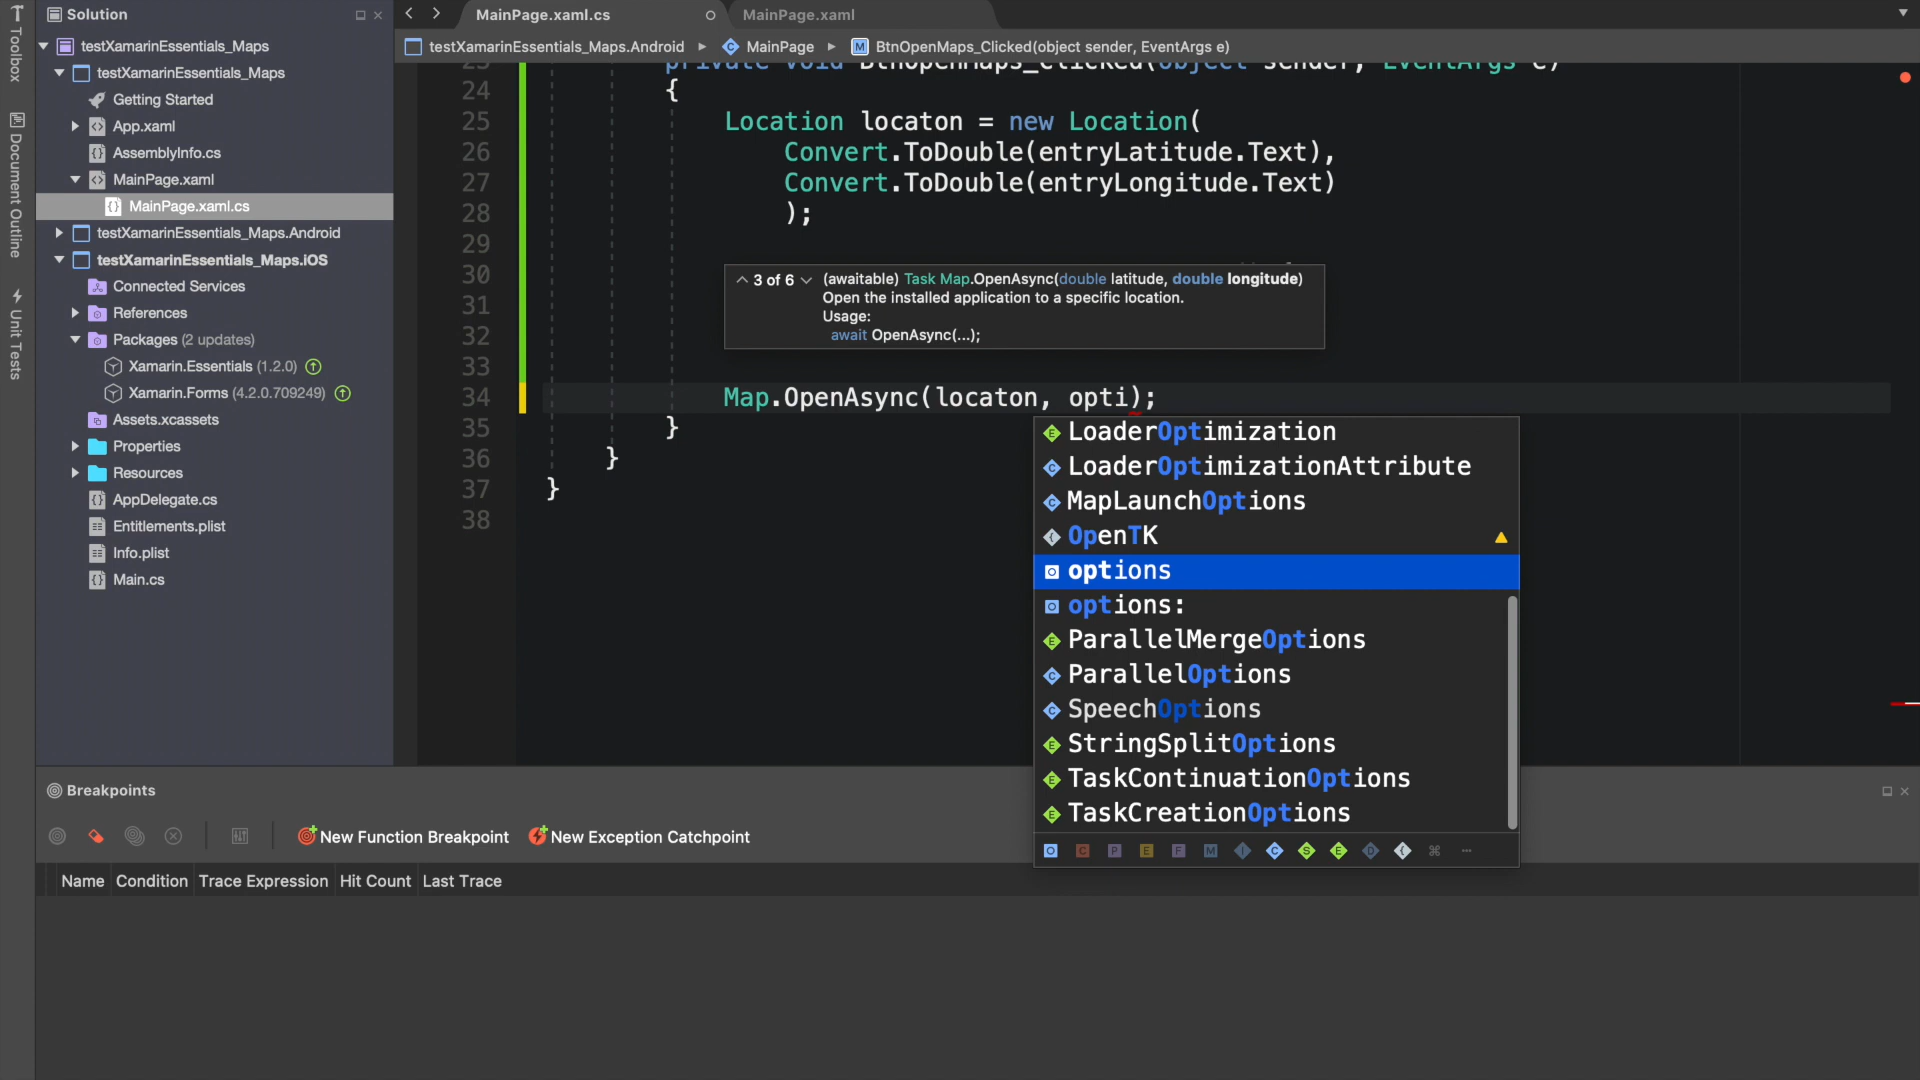 Toolbox
Document Outline
Unit Tests
Solution
testXamarinEssentials_Maps
testXamarinEssentials_Maps
Getting Started
App.xaml
AssemblyInfo.cs
MainPage.xaml
MainPage.xaml.cs
testXamarinEssentials_Maps.Android
testXamarinEssentials_Maps.iOS
Connected Services
References
Packages (2 updates)
Xamarin.Essentials (1.2.0)
Xamarin.Forms (4.2.0.709249)
Assets.xcassets
Properties
Resources
AppDelegate.cs
Entitlements.plist
Info.plist
Main.cs
MainPage.xaml.cs MainPage.xaml
testXamarinEssentials_Maps.Android MainPage M BtnOpenMaps_Clicked(object sender, EventArgs e)
23 private void BtnOpenMaps_Clicked(object sender, EventArgs e)
24 {
25 Location locaton = new Location(
26 Convert.ToDouble(entryLatitude.Text),
27 Convert.ToDouble(entryLongitude.Text)
28 );
29
30
31
32
33
34 Map.OpenAsync(locaton, opti);
35 }
36 }
37 }
38
3 of 6 (awaitable) Task Map.OpenAsync(double latitude, double longitude)
Open the installed application to a specific location.
Usage:
await OpenAsync(...);
LoaderOptimization
LoaderOptimizationAttribute
MapLaunchOptions
OpenTK
options
options:
ParallelMergeOptions
ParallelOptions
SpeechOptions
StringSplitOptions
TaskContinuationOptions
TaskCreationOptions
Breakpoints
New Function Breakpoint New Exception Catchpoint
Name Condition Trace Expression Hit Count Last Trace